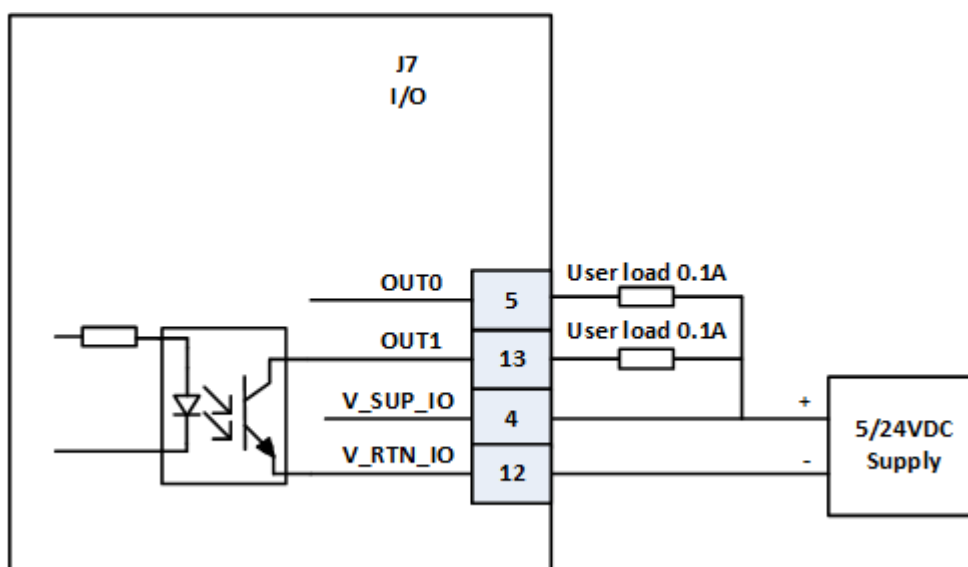 J7
I/O
OUT0
5
User load 0.1A
OUT1
13
User load 0.1A
V_SUP_IO
4
+
V_RTN_IO
12
-
5/24VDC
Supply